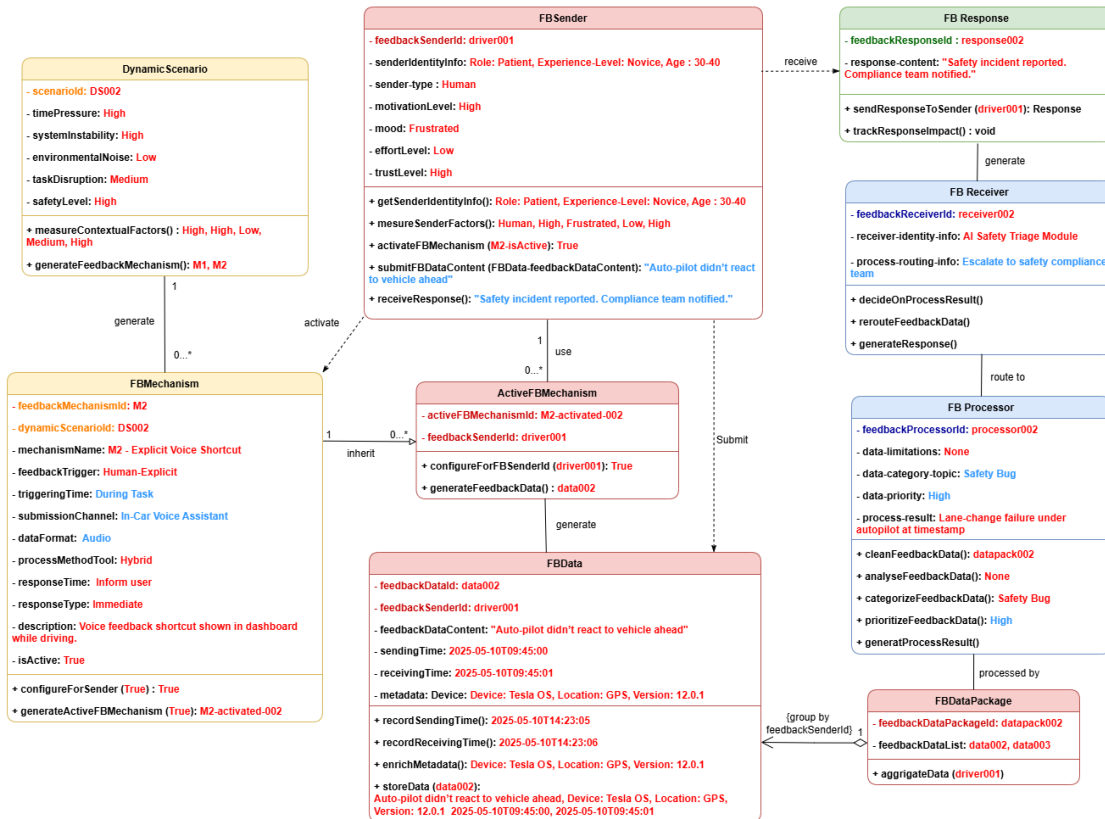 DynamicScenario
- scenarioId: DS002
- timePressure: High
- systemInstability: High
- environmentalNoise: Low
- taskDisruption: Medium
- safetyLevel: High
+ measureContextualFactors() : High, High, Low,
Medium, High
+ generateFeedbackMechanism(): M1, M2
1
generate
0...*
FBMechanism
- feedbackMechanismId: M2
- dynamicScenarioId: DS002
- mechanismName: M2 - Explicit Voice Shortcut
- feedbackTrigger: Human-Explicit
- triggeringTime: During Task
- submissionChannel: In-Car Voice Assistant
- dataFormat: Audio
- processMethodTool: Hybrid
- responseTime: Inform user
- responseType: Immediate
- description: Voice feedback shortcut shown in dashboard
while driving.
- isActive: True
+ configureForSender (True) : True
+ generateActiveFBMechanism (True): M2-activated-002
FBSender
- feedbackSenderId: driver001
- senderIdentityInfo: Role: Patient, Experience-Level: Novice, Age : 30-40
- sender-type : Human
- motivationLevel: High
- mood: Frustrated
- effortLevel: Low
- trustLevel: High
+ getSenderIdentityInfo(): Role: Patient, Experience-Level: Novice, Age : 30-40
+ mesureSenderFactors: Human, High, Frustrated, Low, High
+ activateFBMechanism (M2-isActive): True
+ submitFBDataContent (FBData-feedbackDataContent): "Auto-pilot didn't react
to vehicle ahead"
+ receiveResponse(): "Safety incident reported. Compliance team notified."
activate
1
use
0...*
1
0...*
inherit
ActiveFBMechanism
- activeFBMechanismId: M2-activated-002
- feedbackSenderId: driver001
+ configureForFBSenderId (driver001): True
+ generateFeedbackData() : data002
generate
Submit
FBData
- feedbackDataId: data002
- feedbackSenderId: driver001
- feedbackDataContent: "Auto-pilot didn't react to vehicle ahead"
- sendingTime: 2025-05-10T09:45:00
- receivingTime: 2025-05-10T09:45:01
- metadata: Device: Device: Tesla OS, Location: GPS, Version: 12.0.1
+ recordSendingTime(): 2025-05-10T14:23:05
+ recordReceivingTime(): 2025-05-10T14:23:06
+ enrichMetadata(): Device: Tesla OS, Location: GPS, Version: 12.0.1
+ storeData (data002):
Auto-pilot didn't react to vehicle ahead, Device: Tesla OS, Location: GPS,
Version: 12.0.1 2025-05-10T09:45:00, 2025-05-10T09:45:01
receive
FB Response
- feedbackResponseId : response002
- response-content: "Safety incident reported.
Compliance team notified."
+ sendResponseToSender (driver001): Response
+ trackResponseImpact() : void
generate
FB Receiver
- feedbackReceiverId: receiver002
- receiver-identity-info: AI Safety Triage Module
- process-routing-info: Escalate to safety compliance
team
+ decideOnProcessResult()
+ rerouteFeedbackData()
+ generateResponse()
route to
FB Processor
- feedbackProcessorId: processor002
- data-limitations: None
- data-category-topic: Safety Bug
- data-priority: High
- process-result: Lane-change failure under
autopilot at timestamp
+ cleanFeedbackData(): datapack002
+ analyseFeedbackData(): None
+ categorizeFeedbackData(): Safety Bug
+ prioritizeFeedbackData(): High
+ generatProcessResult()
processed by
FBDataPackage
- feedbackDataPackageId: datapack002
- feedbackDataList: data002, data003
+ aggrigateData (driver001)
{group by
feedbackSenderId}
1